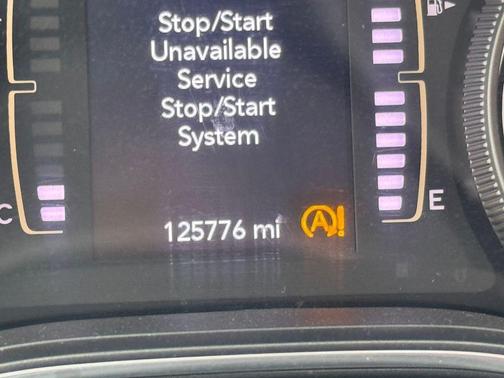 Stop/Start
Unavailable
Service
Stop/Start
System
C
E
125776 mi
A!